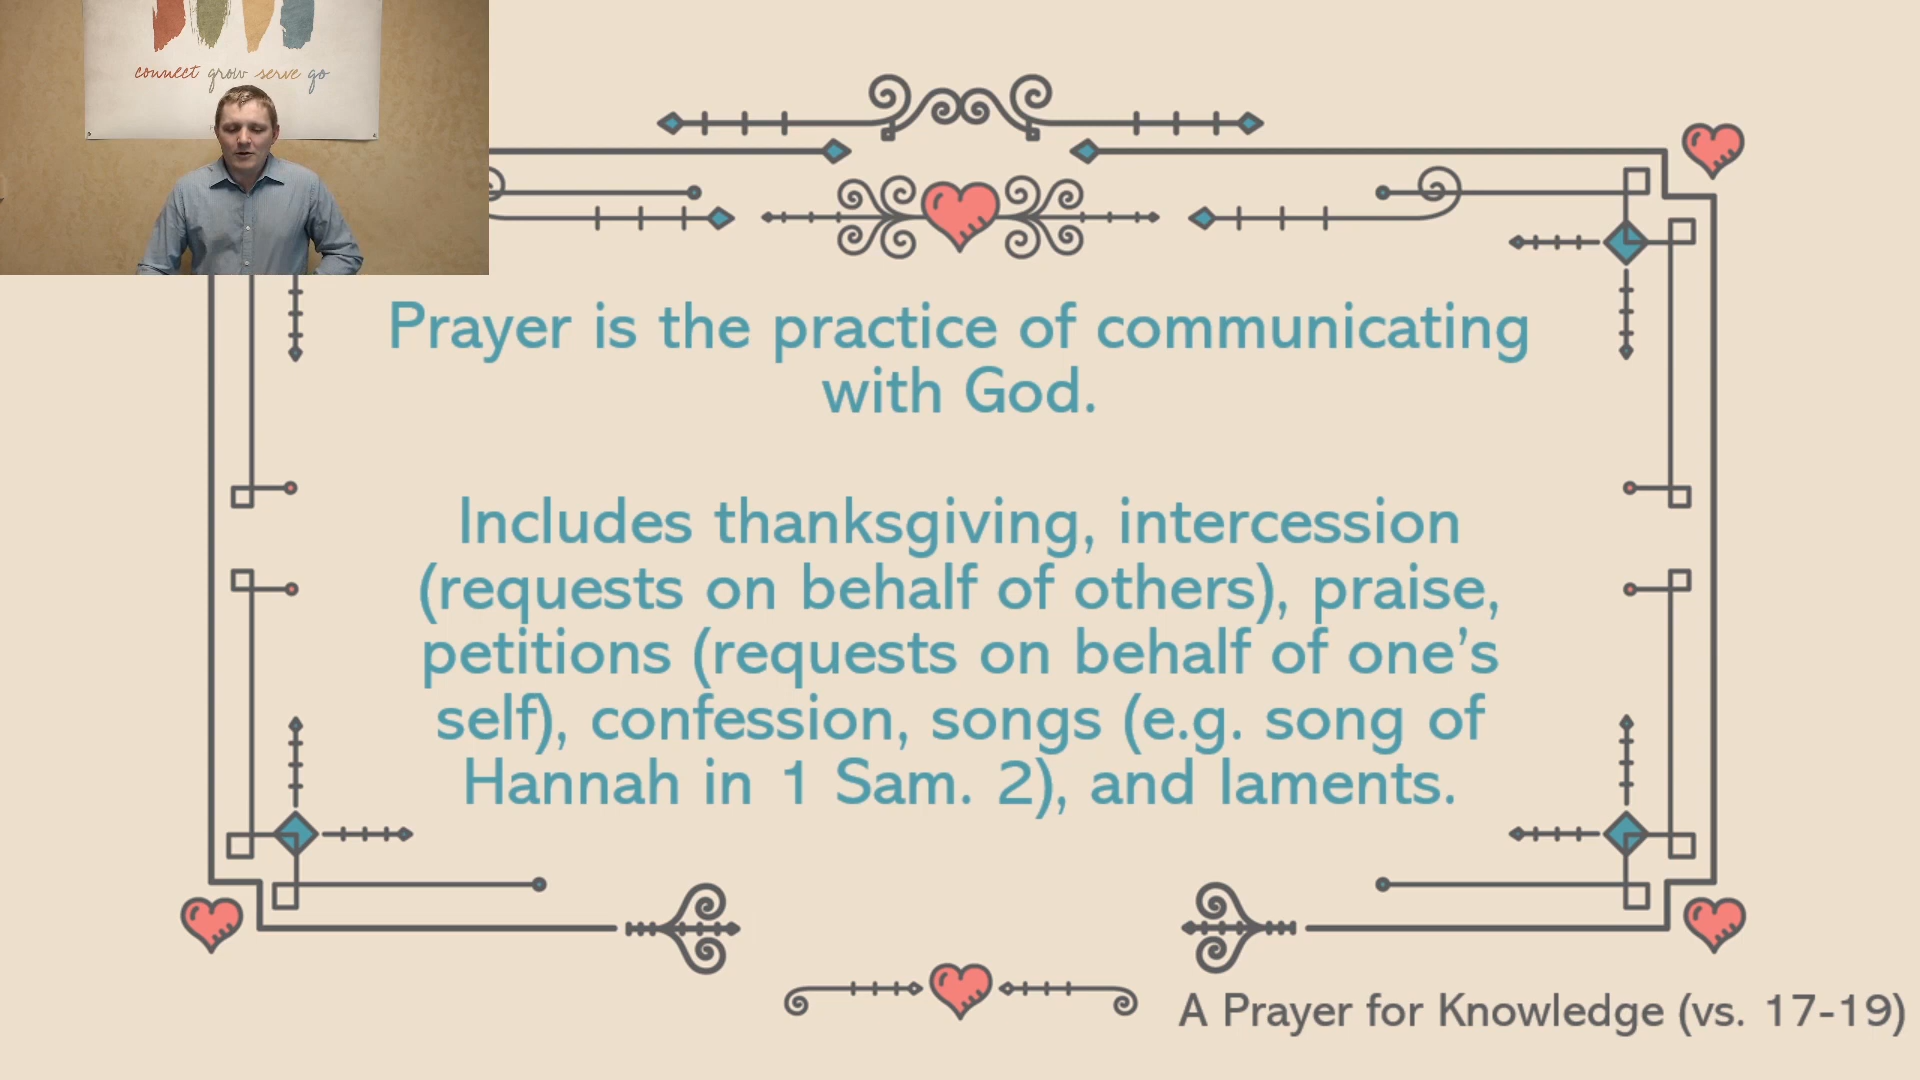 connect grow serve go
Prayer is the practice of communicating
with God.
Includes thanksgiving, intercession
(requests on behalf of others), praise,
petitions (requests on behalf of one’s
self), confession, songs (e.g. song of
Hannah in 1 Sam. 2), and laments.
A Prayer for Knowledge (vs. 17-19)